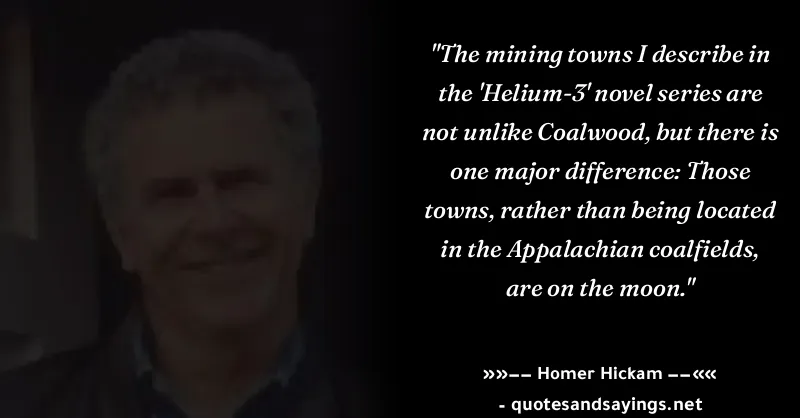 "The mining towns I describe in
the 'Helium-3' novel series are
not unlike Coalwood, but there is
one major difference: Those
towns, rather than being located
in the Appalachian coalfields,
are on the moon."
»»−− Homer Hickam −−««
- quotesandsayings.net